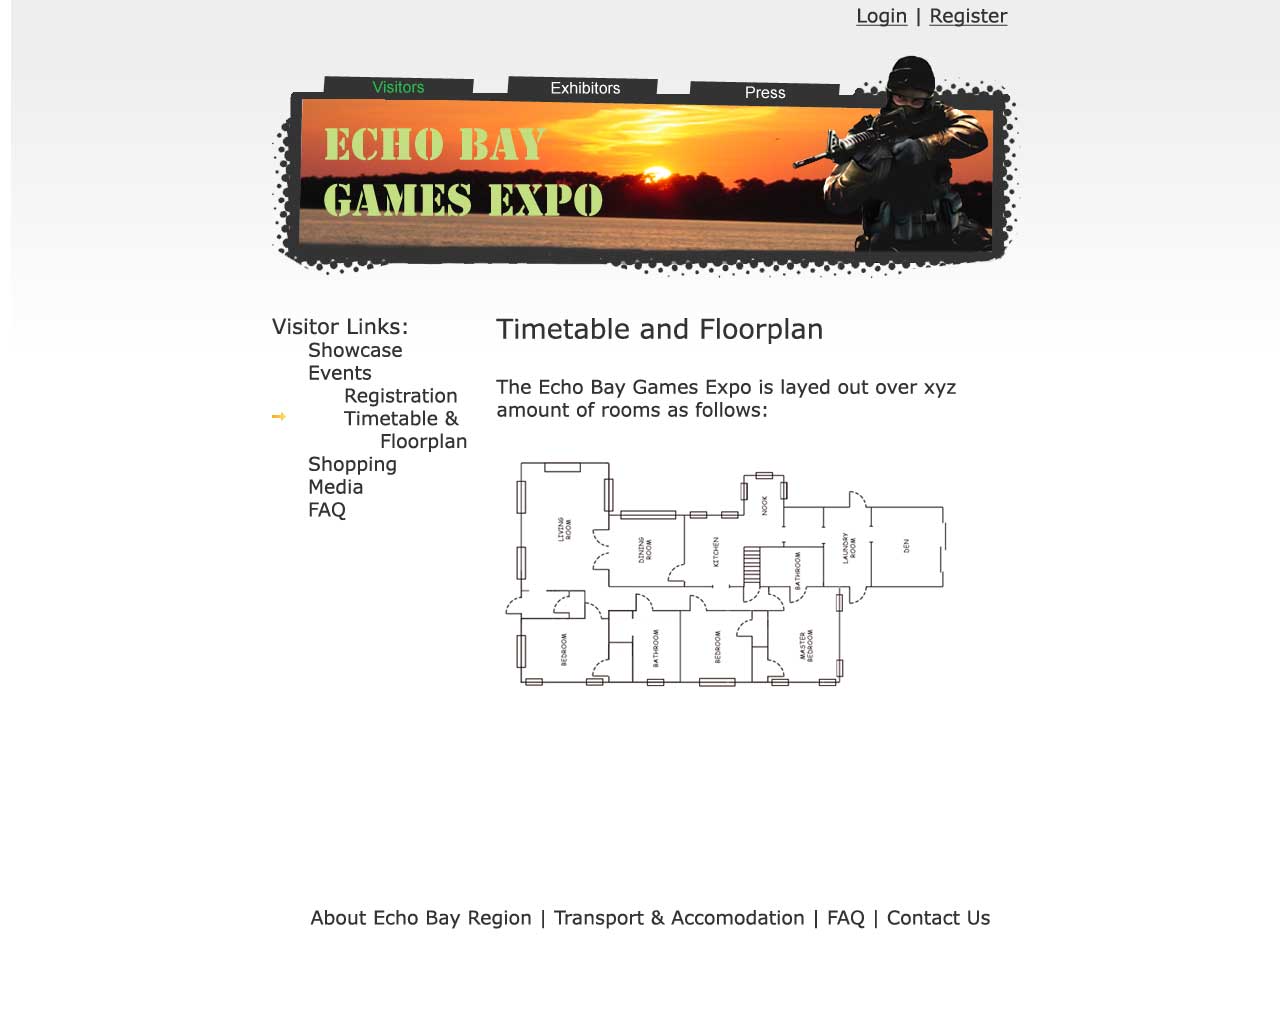 Login | Register
Visitors
Exhibitors
Press
ECHO BAY
GAMES EXPO
Visitor Links:
Showcase
Events
Registration
Timetable &
Floorplan
Shopping
Media
FAQ
Timetable and Floorplan
The Echo Bay Games Expo is layed out over xyz
amount of rooms as follows:
LIVING
ROOM
DINING
ROOM
KITCHEN
NOOK
BATHROOM
LAUNDRY
ROOM
DEN
BEDROOM
BATHROOM
BEDROOM
MASTER
BEDROOM
About Echo Bay Region | Transport & Accomodation | FAQ | Contact Us